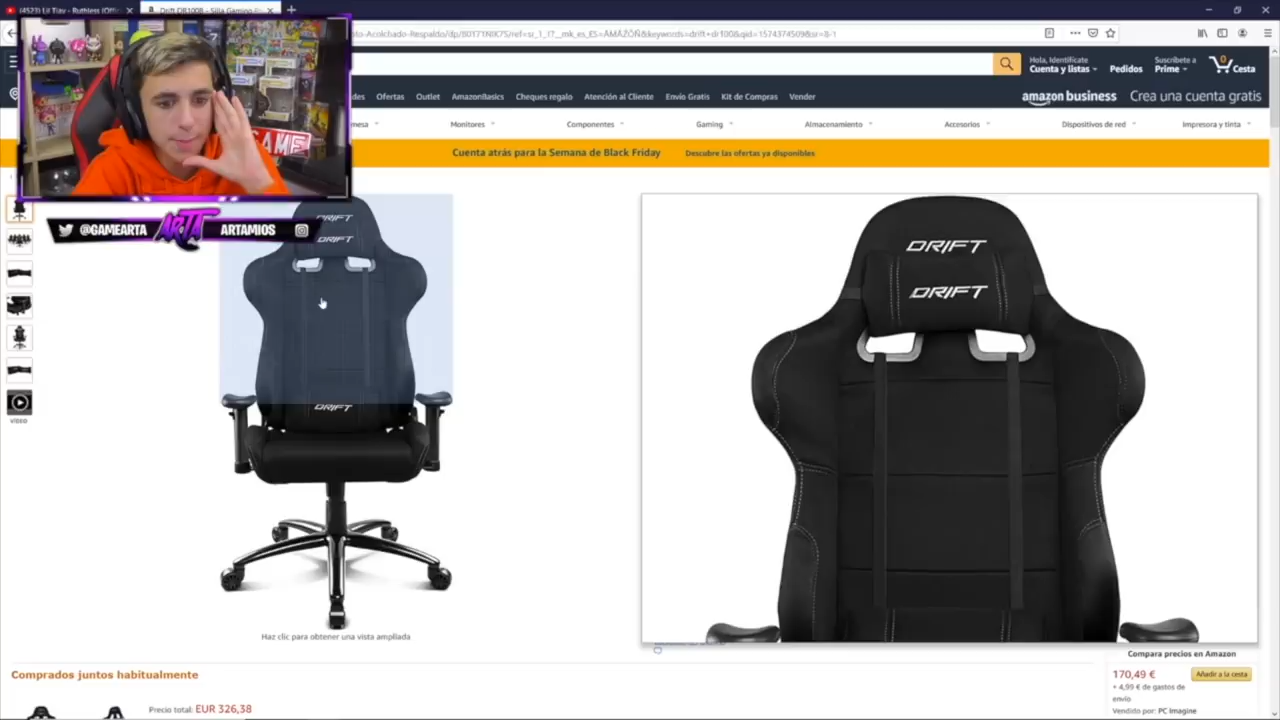 (4523) Lil Tjay - Ruthless (Offi
Drift DR100B - Silla Gaming Pr
Hola, Identifícate
Cuenta y listas
Pedidos
Suscríbete a
Prime
0
Cesta
Ofertas
Outlet
AmazonBasics
Cheques regalo
Atención al Cliente
Envío Gratis
Kit de Compras
Vender
amazon business
Crea una cuenta gratis
Monitores
Componentes
Gaming
Almacenamiento
Accesorios
Dispositivos de red
Impresora y tinta
Cuenta atrás para la Semana de Black Friday
Descubre las ofertas ya disponibles
GAME
@GAMEARTA
ARTA
ARTAMIOS
DRIFT
DRIFT
DRIFT
DRIFT
DRIFT
VÍDEO
Haz clic para obtener una vista ampliada
Comprados juntos habitualmente
Precio total: EUR 326,38
Compara precios en Amazon
170,49 €
Añadir a la cesta
+ 4,99 € de gastos de
envío
Vendido por: PC Imagine